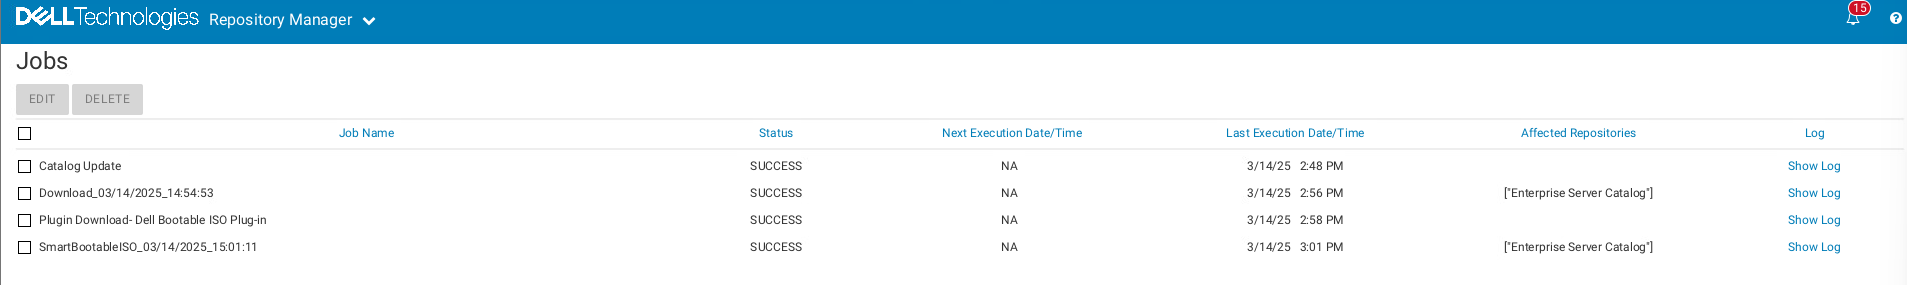 DELLTechnologies Repository Manager 15
Jobs
EDIT DELETE
Job Name Status Next Execution Date/Time Last Execution Date/Time Affected Repositories Log
Catalog Update SUCCESS NA 3/14/25 2:48 PM Show Log
Download_03/14/2025_14:54:53 SUCCESS NA 3/14/25 2:56 PM ["Enterprise Server Catalog"] Show Log
Plugin Download- Dell Bootable ISO Plug-in SUCCESS NA 3/14/25 2:58 PM Show Log
SmartBootableISO_03/14/2025_15:01:11 SUCCESS NA 3/14/25 3:01 PM ["Enterprise Server Catalog"] Show Log